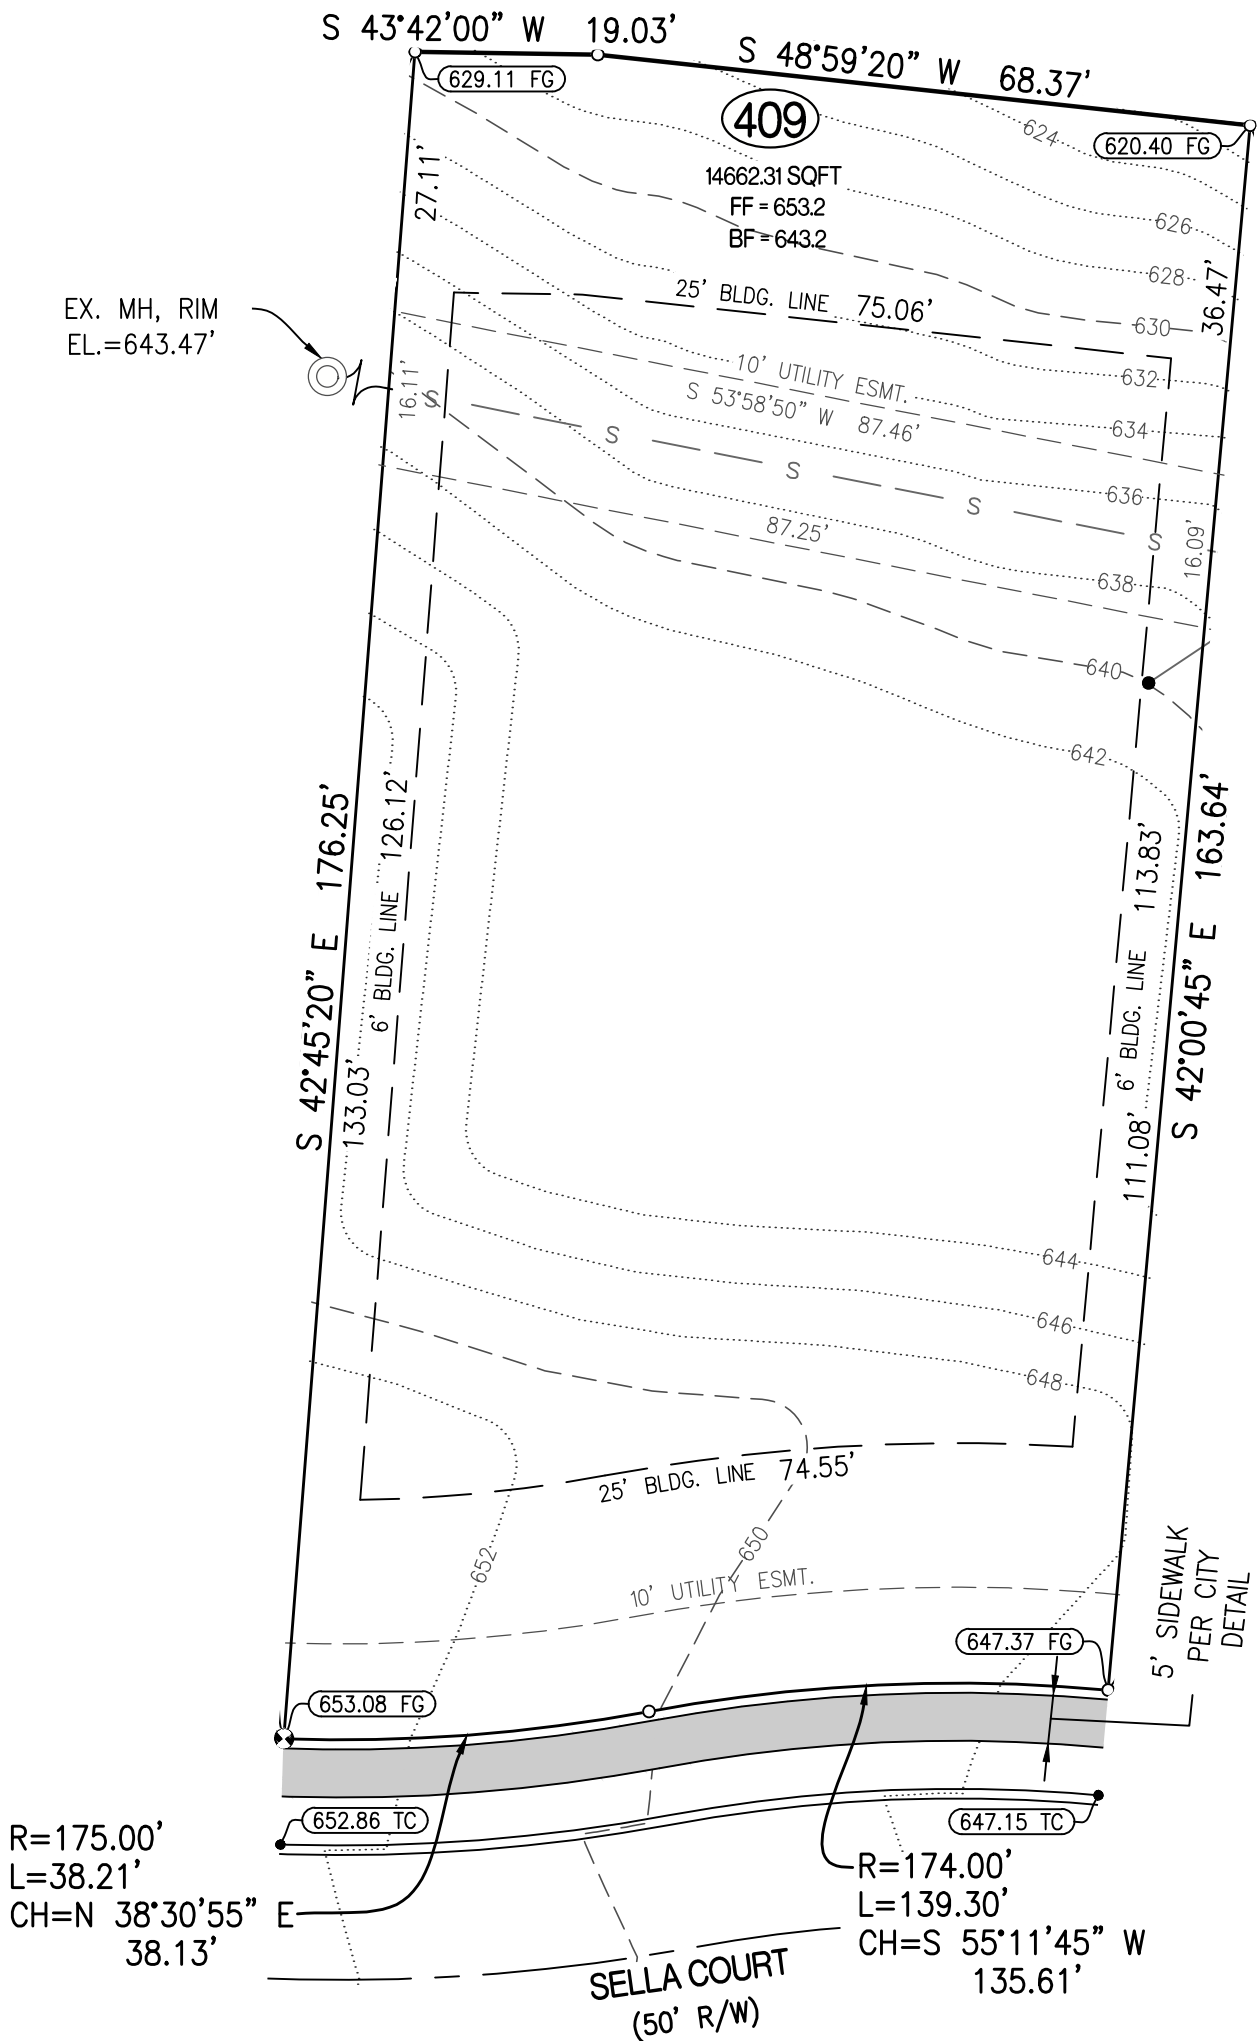 S 43°42'00" W 19.03'
S 48°59'20" W 68.37'
629.11 FG
409
620.40 FG
14662.31 SQFT
FF = 653.2
BF = 643.2
27.11'
36.47'
624
626
628
630
632
634
636
638
640
642
EX. MH, RIM
EL.=643.47'
25' BLDG. LINE 75.06'
10' UTILITY ESMT.
S 53°58'50" W 87.46'
16.11'
S
S
S
S
S
87.25'
16.09'
S 42°45'20" E 176.25'
133.03'
6' BLDG. LINE 126.12'
6' BLDG. LINE 113.83'
111.08'
S 42°00'45" E 163.64'
644
646
648
25' BLDG. LINE 74.55'
652
650
10' UTILITY ESMT.
5' SIDEWALK
PER CITY
DETAIL
647.37 FG
653.08 FG
652.86 TC
647.15 TC
R=175.00'
L=38.21'
CH=N 38°30'55" E
38.13'
R=174.00'
L=139.30'
CH=S 55°11'45" W
135.61'
SELLA COURT
(50' R/W)